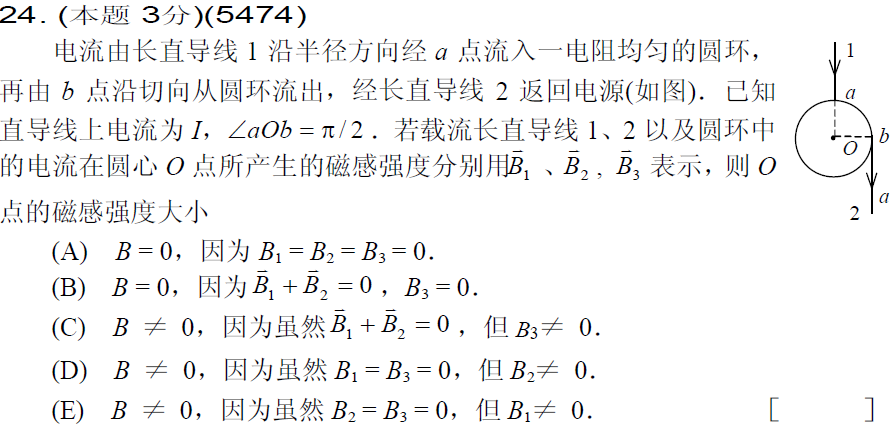 24. (本题 3分)(5474)
电流由长直导线 1 沿半径方向经 a 点流入一电阻均匀的圆环，
再由 b 点沿切向从圆环流出，经长直导线 2 返回电源(如图)．已知
直导线上电流为 I，∠aOb = π/2．若载流长直导线 1、2 以及圆环中
的电流在圆心 O 点所产生的磁感强度分别用B̄₁ 、B̄₂ , B̄₃ 表示，则 O
点的磁感强度大小
(A) B = 0，因为 B₁ = B₂ = B₃ = 0．
(B) B = 0，因为 B̄₁ + B̄₂ = 0 ，B₃ = 0．
(C) B ≠ 0，因为虽然 B̄₁ + B̄₂ = 0 ，但 B₃≠ 0．
(D) B ≠ 0，因为虽然 B₁ = B₃ = 0，但 B₂≠ 0．
(E) B ≠ 0，因为虽然 B₂ = B₃ = 0，但 B₁≠ 0．
[ ]
1
a
O
b
a
2